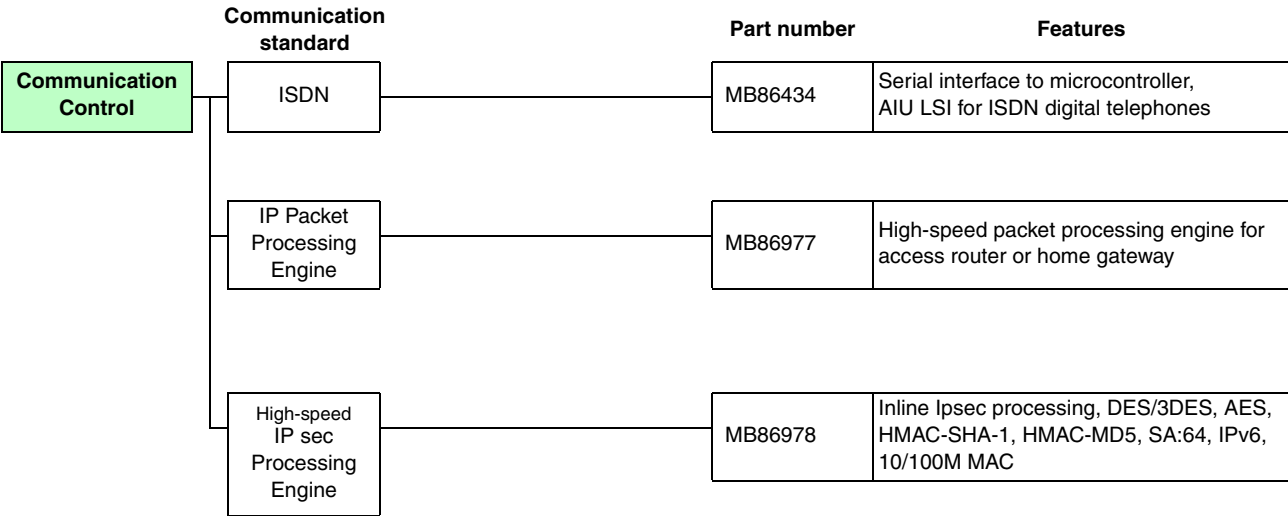 Communication
standard
Part number
Features
Communication
Control
ISDN
MB86434
Serial interface to microcontroller,
AIU LSI for ISDN digital telephones
IP Packet
Processing
Engine
MB86977
High-speed packet processing engine for
access router or home gateway
High-speed
IP sec
Processing
Engine
MB86978
Inline Ipsec processing, DES/3DES, AES,
HMAC-SHA-1, HMAC-MD5, SA:64, IPv6,
10/100M MAC